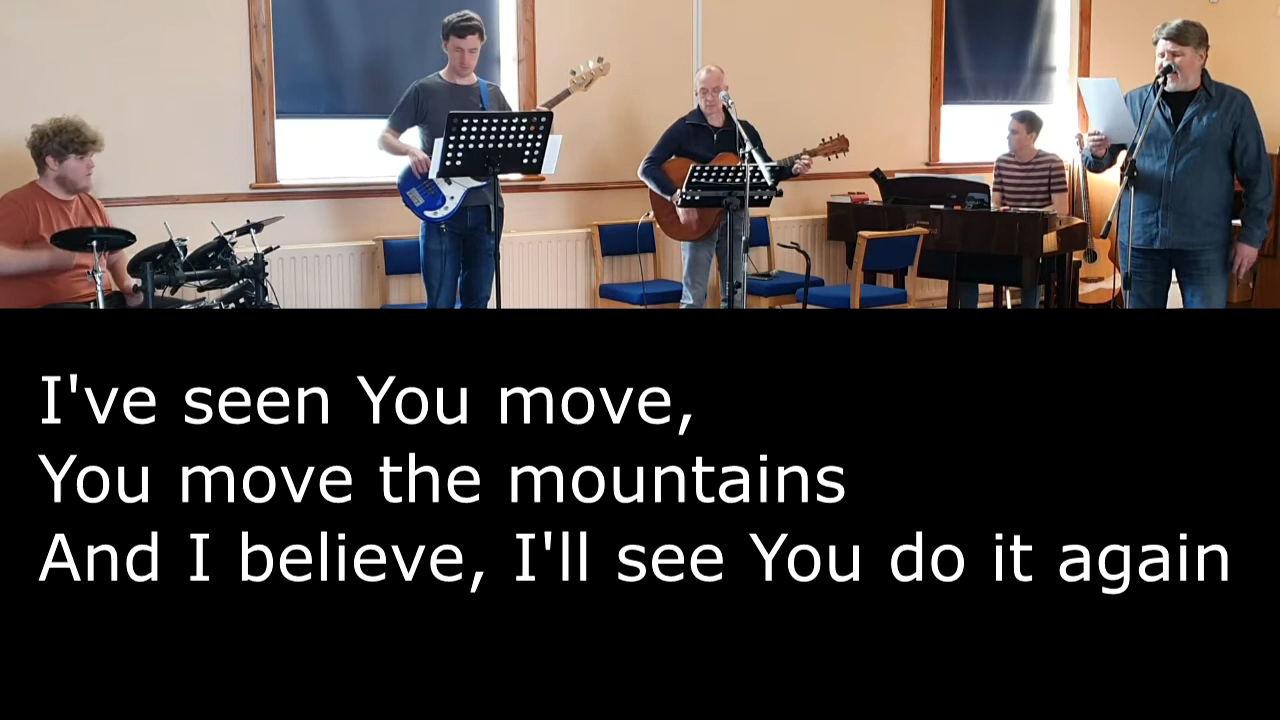 I've seen You move,
You move the mountains
And I believe, I'll see You do it again